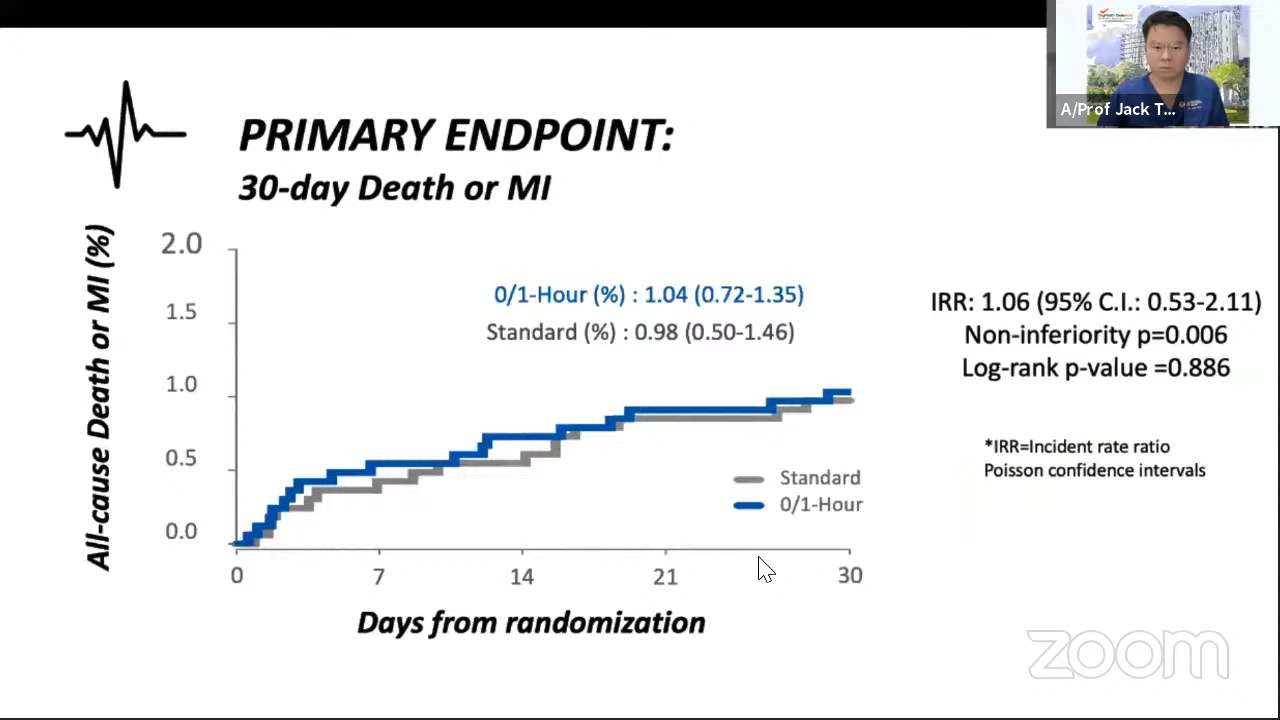 A/Prof Jack T...
PRIMARY ENDPOINT:
30-day Death or MI
All-cause Death or MI (%)
2.0
1.5
1.0
0.5
0.0
0/1-Hour (%) : 1.04 (0.72-1.35)
Standard (%) : 0.98 (0.50-1.46)
Standard
0/1-Hour
0
7
14
21
30
Days from randomization
IRR: 1.06 (95% C.I.: 0.53-2.11)
Non-inferiority p=0.006
Log-rank p-value =0.886
*IRR=Incident rate ratio
Poisson confidence intervals
zoom